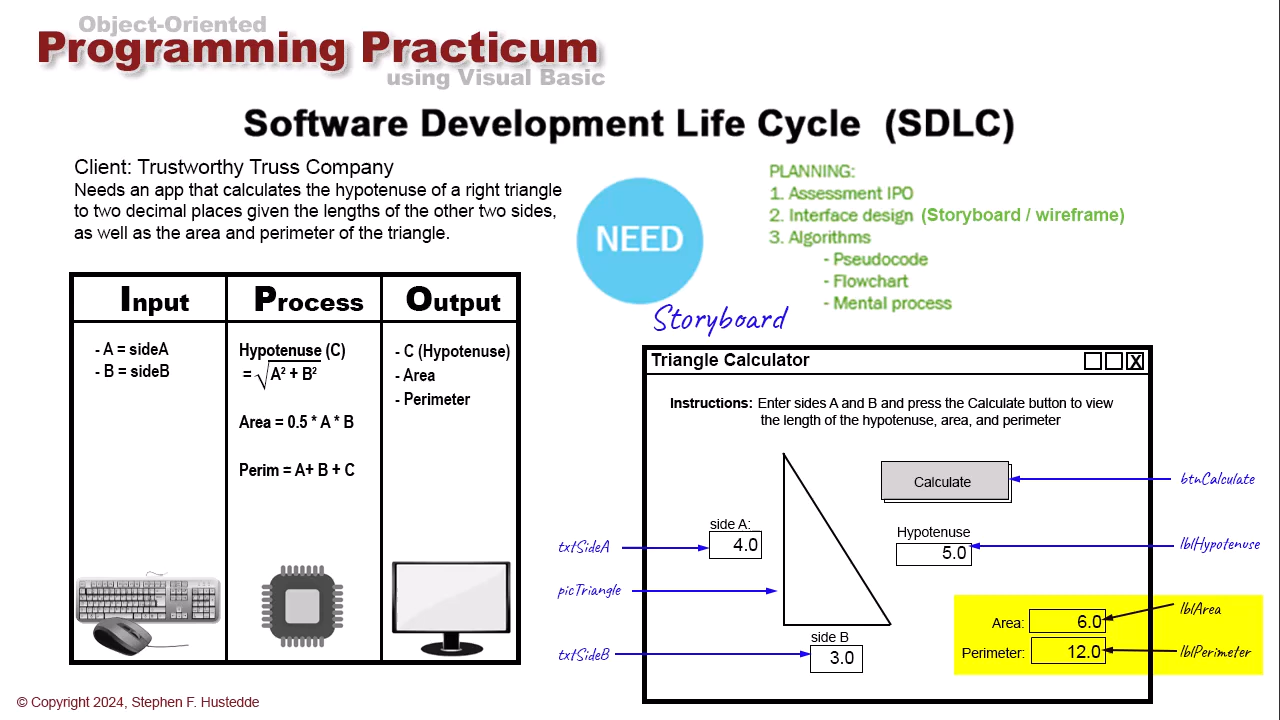 Object-Oriented
Programming Practicum
using Visual Basic
Software Development Life Cycle (SDLC)
Client: Trustworthy Truss Company
Needs an app that calculates the hypotenuse of a right triangle
to two decimal places given the lengths of the other two sides,
as well as the area and perimeter of the triangle.
NEED
PLANNING:
1. Assessment IPO
2. Interface design (Storyboard / wireframe)
3. Algorithms
- Pseudocode
- Flowchart
- Mental process
Input
Process
Output
- A = sideA
- B = sideB
Hypotenuse (C)
= √A² + B²
Area = 0.5 * A * B
Perim = A+ B + C
- C (Hypotenuse)
- Area
- Perimeter
Storyboard
Triangle Calculator
X
Instructions: Enter sides A and B and press the Calculate button to view
the length of the hypotenuse, area, and perimeter
Calculate
btnCalculate
side A:
4.0
txtSideA
Hypotenuse
5.0
lblHypotenuse
picTriangle
Area:
6.0
lblArea
side B
3.0
txtSideB
Perimeter:
12.0
lblPerimeter
© Copyright 2024, Stephen F. Hustedde